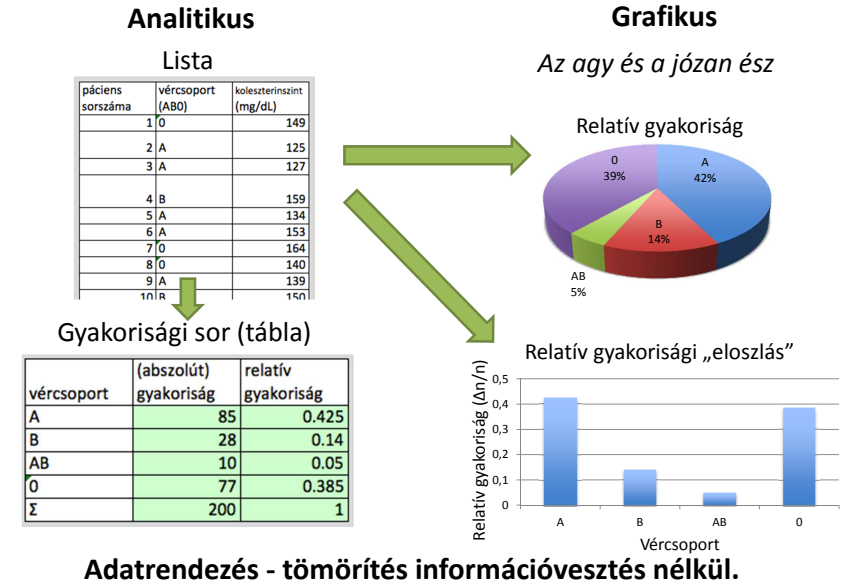 Analitikus
Grafikus
Lista
Az agy és a józan ész
páciens sorszáma vércsoport (AB0) koleszterinszint (mg/dL)
1 0 149
2 A 125
3 A 127
4 B 159
5 A 134
6 A 153
7 0 164
8 0 140
9 A 139
10 B 150
Relatív gyakoriság
0
39%
A
42%
B
14%
AB
5%
Gyakorisági sor (tábla)
vércsoport (abszolút) gyakoriság relatív gyakoriság
A 85 0.425
B 28 0.14
AB 10 0.05
0 77 0.385
Σ 200 1
Relatív gyakorisági „eloszlás”
Relatív gyakoriság (Δn/n)
0,5
0,4
0,3
0,2
0,1
0
A B AB 0
Vércsoport
Adatrendezés - tömörítés információvesztés nélkül.